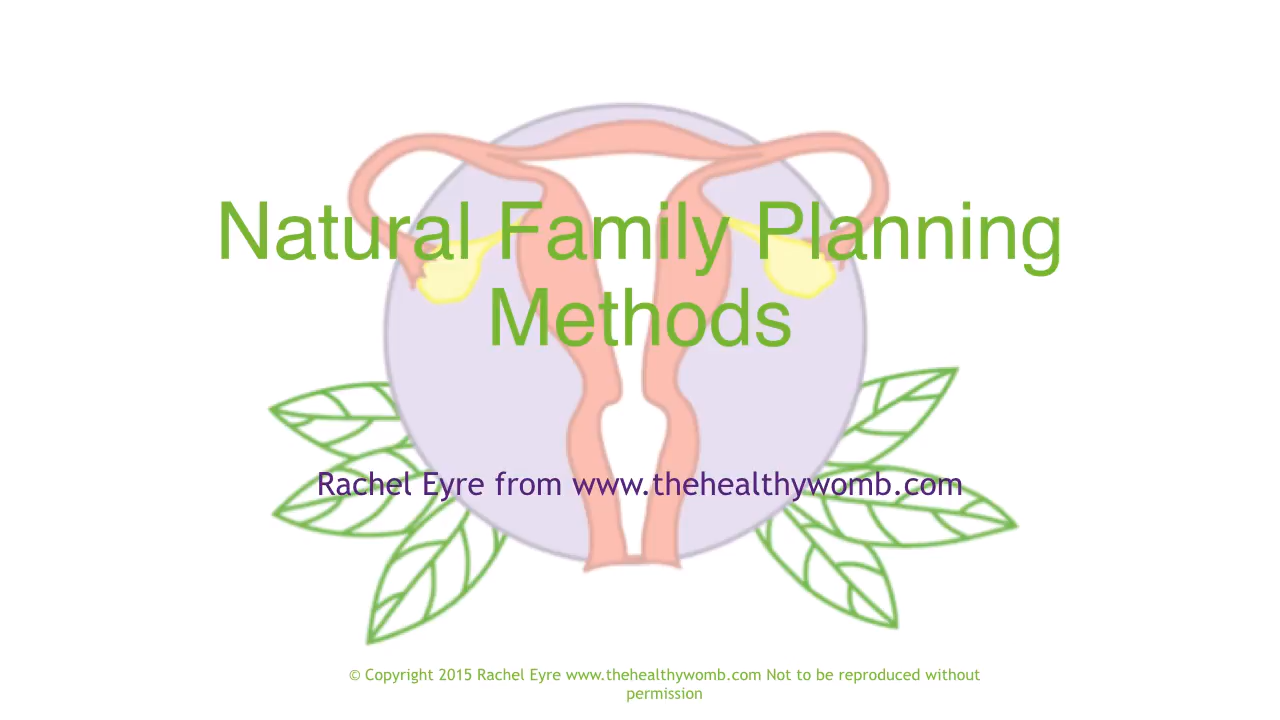 Natural Family Planning
Methods
Rachel Eyre from www.thehealthywomb.com
© Copyright 2015 Rachel Eyre www.thehealthywomb.com Not to be reproduced without
permission